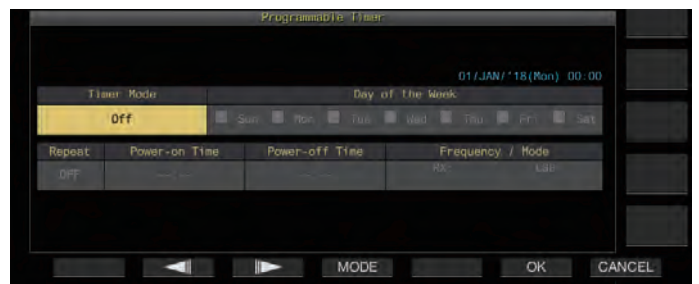 Programmable Timer
01/JAN/'18(Mon) 00:00
Timer Mode Day of the Week
Off Sun Mon Tue Wed Thu Fri Sat
Repeat Power-on Time Power-off Time Frequency / Mode
OFF --:-- --:-- RX:
MODE OK CANCEL